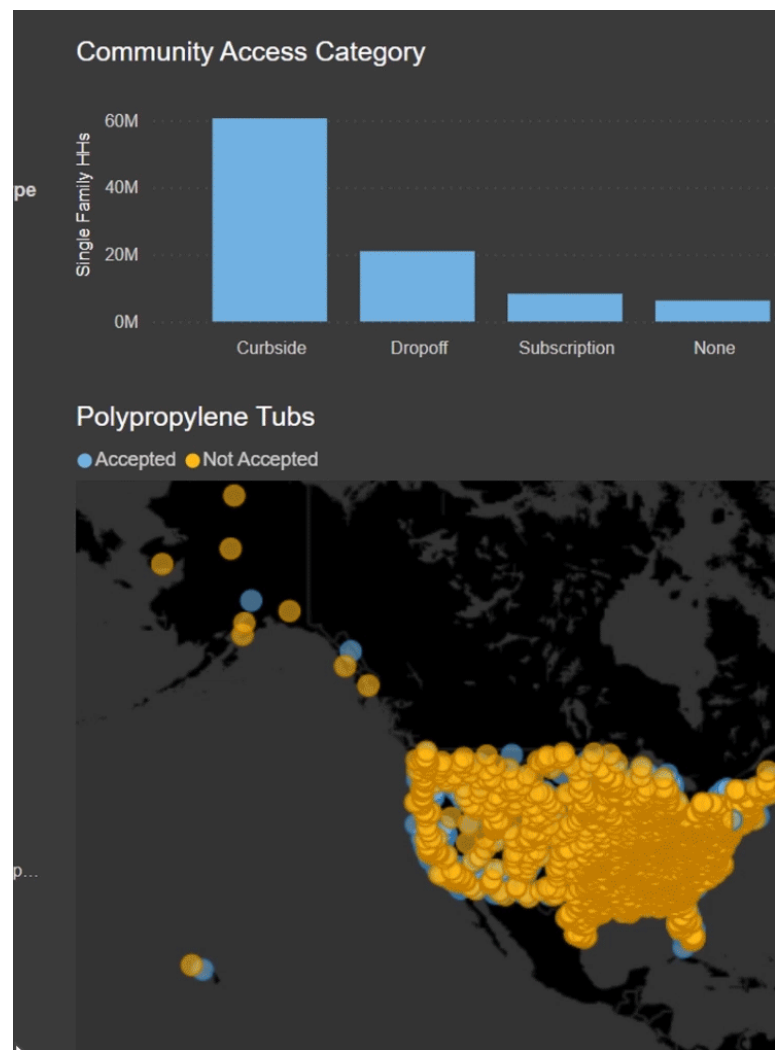 Community Access Category
60M
40M
20M
0M
Single Family HHs
Curbside Dropoff Subscription None
pe
Polypropylene Tubs
Accepted Not Accepted
p...